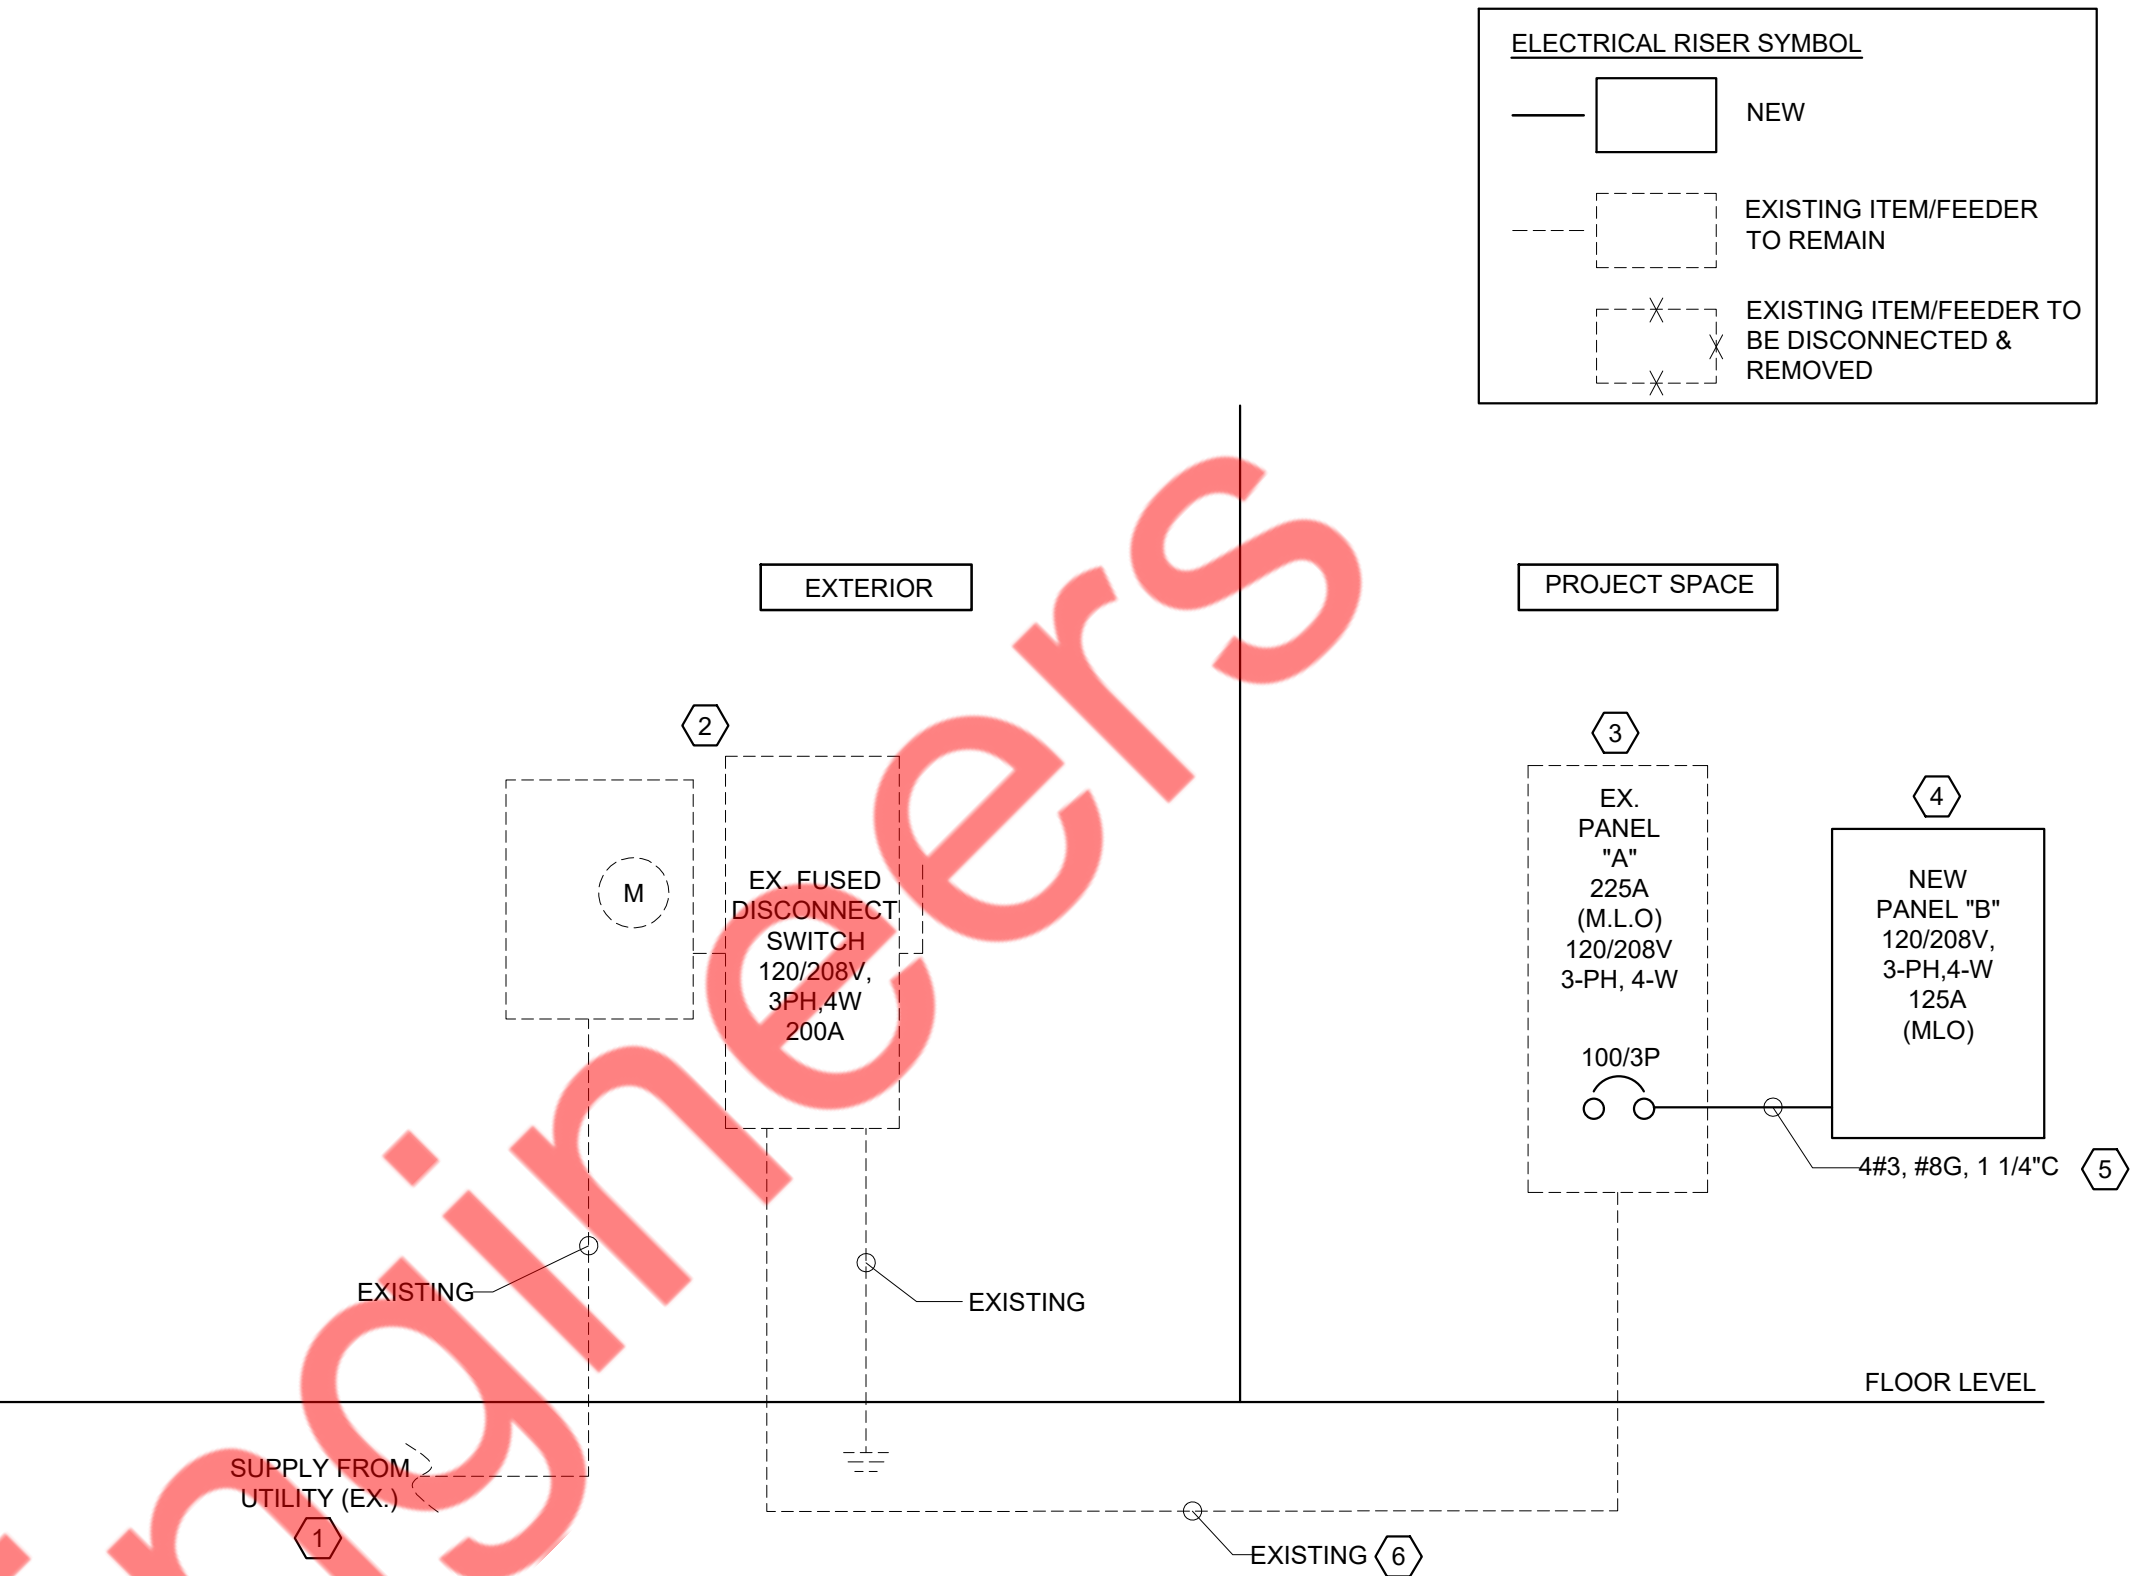 ELECTRICAL RISER SYMBOL
NEW
EXISTING ITEM/FEEDER
TO REMAIN
EXISTING ITEM/FEEDER TO
BE DISCONNECTED &
REMOVED
EXTERIOR
PROJECT SPACE
2
M
EX. FUSED
DISCONNECT
SWITCH
120/208V,
3PH,4W
200A
3
EX.
PANEL
"A"
225A
(M.L.O)
120/208V
3-PH, 4-W
100/3P
4
NEW
PANEL "B"
120/208V,
3-PH,4-W
125A
(MLO)
4#3, #8G, 1 1/4"C
5
EXISTING
EXISTING
FLOOR LEVEL
SUPPLY FROM
UTILITY (EX.)
1
EXISTING
6
ngineers